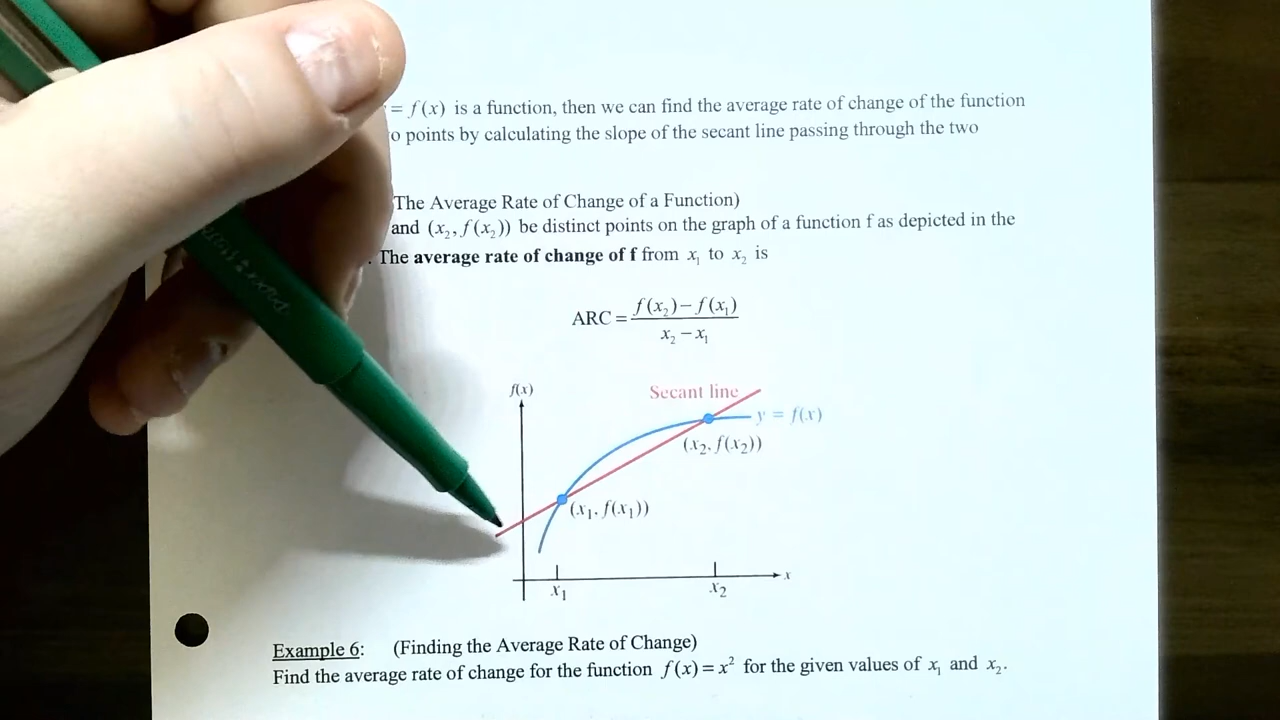 = f(x) is a function, then we can find the average rate of change of the function
o points by calculating the slope of the secant line passing through the two
(The Average Rate of Change of a Function)
and (x₂, f(x₂)) be distinct points on the graph of a function f as depicted in the
. The average rate of change of f from x₁ to x₂ is
ARC = \frac{f(x₂) − f(x₁)}{x₂ − x₁}
f(x)
Secant line
y = f(x)
(x₂, f(x₂))
(x₁, f(x₁))
x
x₁ x₂
Example 6: (Finding the Average Rate of Change)
Find the average rate of change for the function f(x) = x² for the given values of x₁ and x₂.